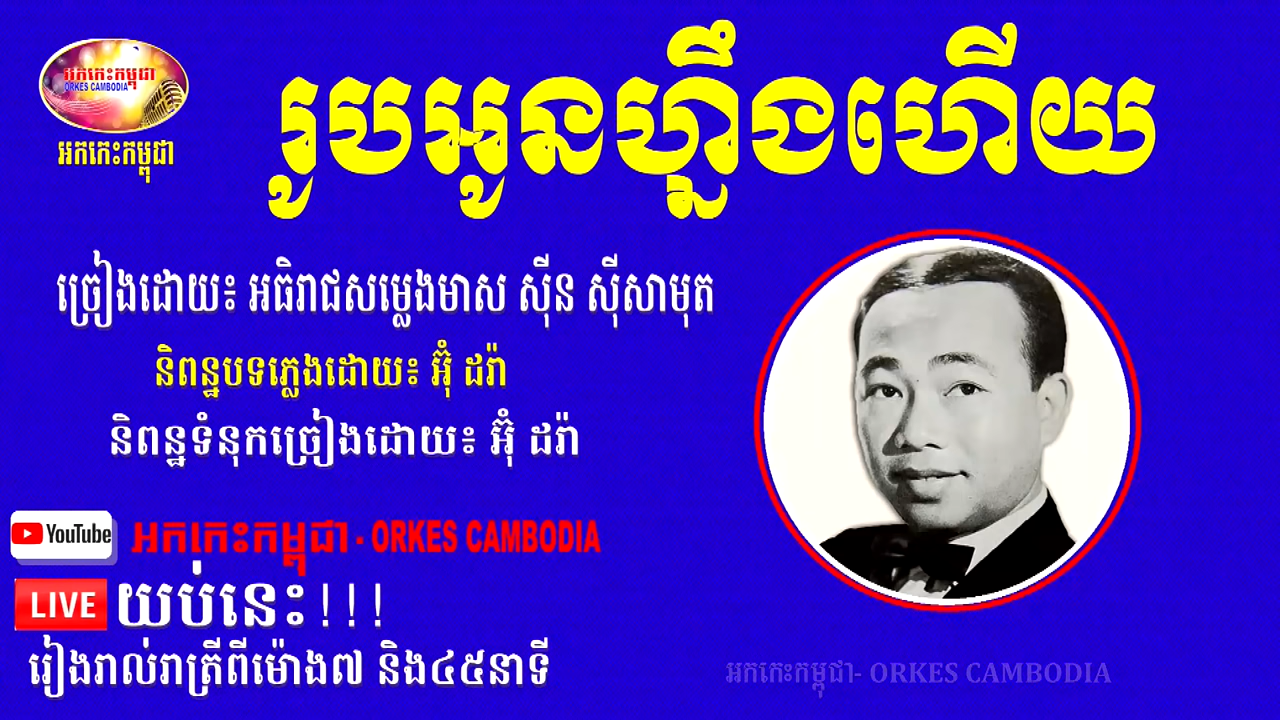 អកកេះកម្ពុជា
ORKES CAMBODIA
អកកេះកម្ពុជា
រូបអូនហ្នឹងហើយ
ច្រៀងដោយ៖ អធិរាជសម្លេងមាស ស៊ីន ស៊ីសាមុត
និពន្ឋបទភ្លេងដោយ៖ អ៊ុំ ដរ៉ា
និពន្ឋទំនុកច្រៀងដោយ៖ អ៊ុំ ដរ៉ា
YouTube អកកេះកម្ពុជា - ORKES CAMBODIA
LIVE យប់នេះ!!!
រៀងរាល់រាត្រីពីម៉ោង៧ និង៤៥នាទី
អកកេះកម្ពុជា- ORKES CAMBODIA